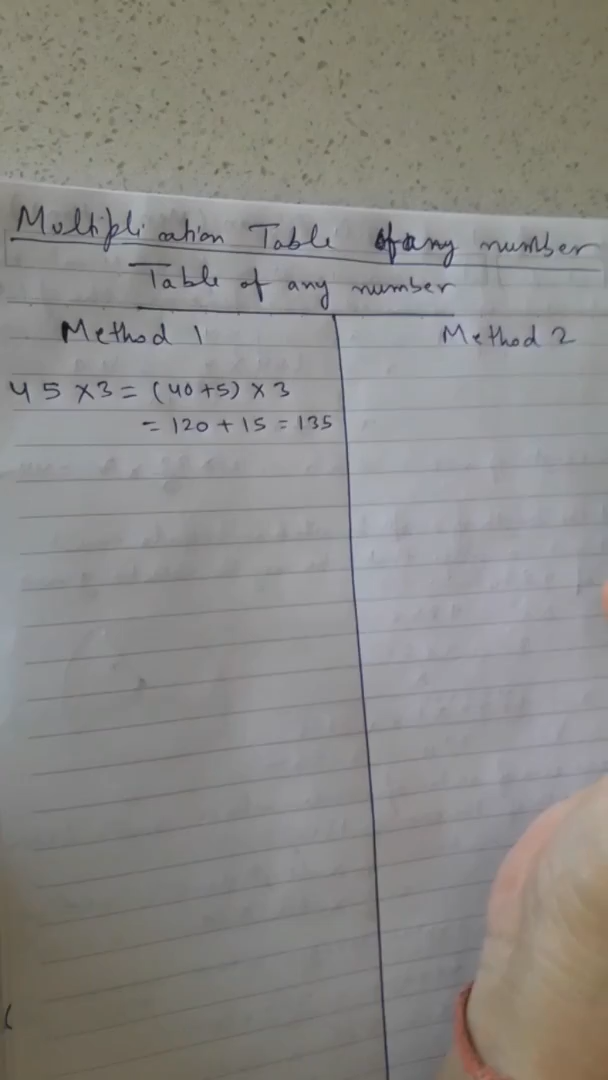 Multiplication Table of any number
Table of any number
Method 1
45 × 3 = (40 + 5) × 3
= 120 + 15 = 135
Method 2